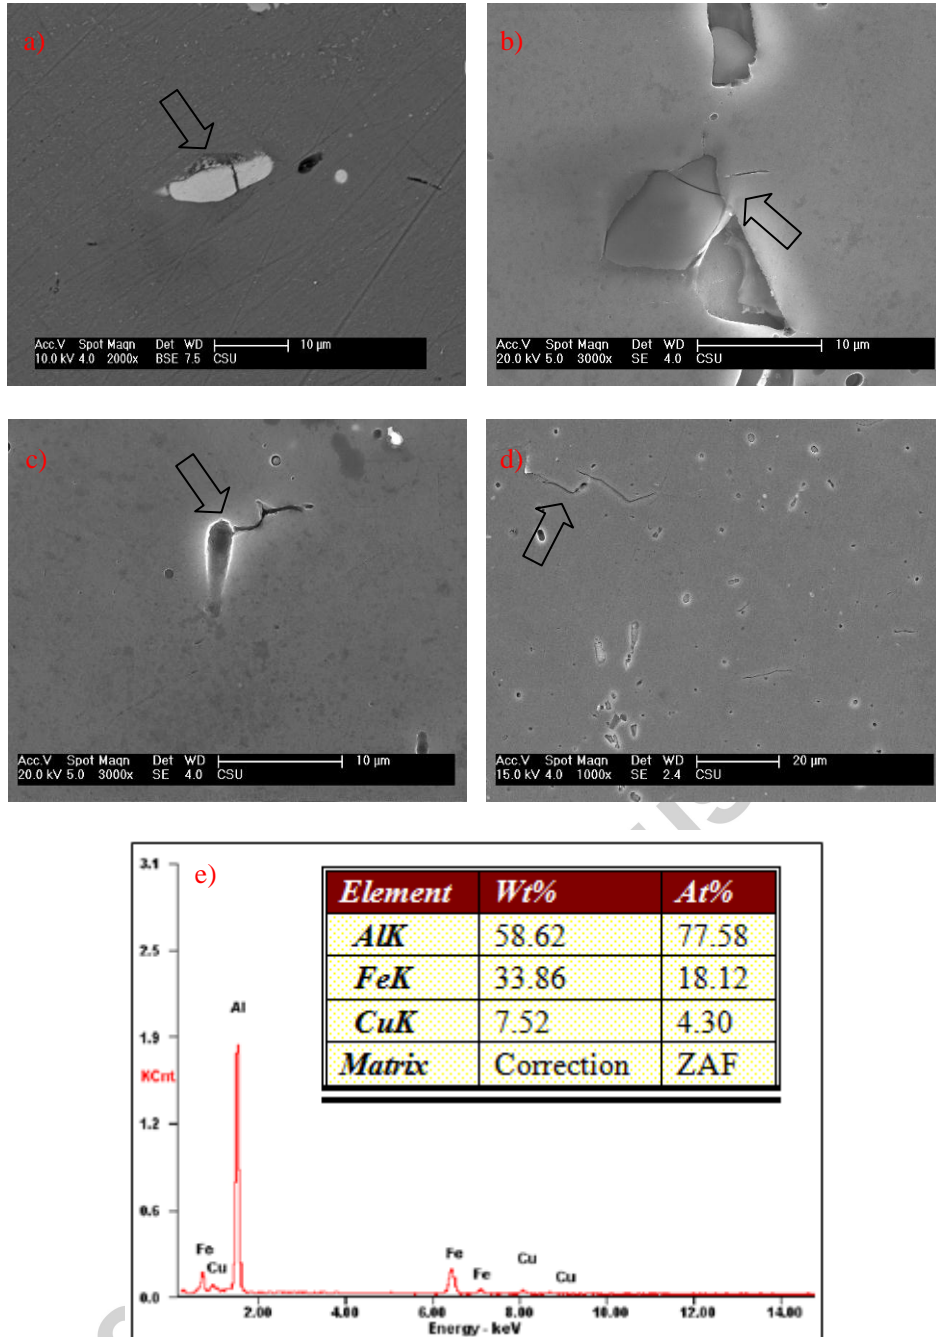 a)
Acc.V Spot Magn Det WD 10 µm
10.0 kV 4.0 2000x BSE 7.5 CSU
b)
Acc.V Spot Magn Det WD 10 µm
20.0 kV 5.0 3000x SE 4.0 CSU
c)
Acc.V Spot Magn Det WD 10 µm
20.0 kV 5.0 3000x SE 4.0 CSU
d)
Acc.V Spot Magn Det WD 20 µm
15.0 kV 4.0 1000x SE 2.4 CSU
e)
Element Wt% At%
AlK 58.62 77.58
FeK 33.86 18.12
CuK 7.52 4.30
Matrix Correction ZAF
3.1
2.5
1.9
KCnt
1.2
0.6
0.0
Al
Fe
Cu
Fe
Fe
Cu
Cu
2.00 4.00 6.00 8.00 10.00 12.00 14.00
Energy - keV